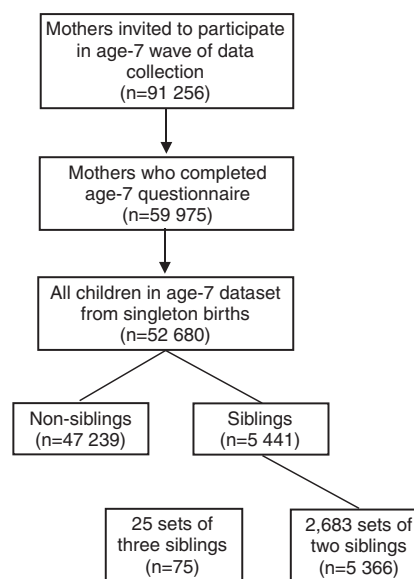 Mothers invited to participate
in age-7 wave of data
collection
(n=91 256)
Mothers who completed
age-7 questionnaire
(n=59 975)
All children in age-7 dataset
from singleton births
(n=52 680)
Non-siblings
(n=47 239)
Siblings
(n=5 441)
25 sets of
three siblings
(n=75)
2,683 sets of
two siblings
(n=5 366)